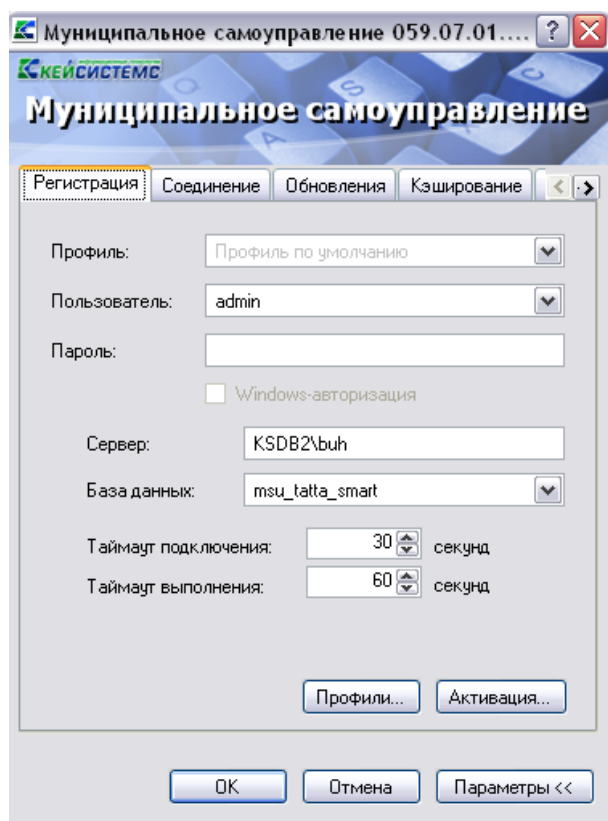 Муниципальное самоуправление 059.07.01....
КЕЙСИСТЕМС
Муниципальное самоуправление
Регистрация Соединение Обновления Кэширование
Профиль: Профиль по умолчанию
Пользователь: admin
Пароль:
Windows-авторизация
Сервер: KSDB2\buh
База данных: msu_tatta_smart
Таймаут подключения: 30 секунд
Таймаут выполнения: 60 секунд
Профили... Активация...
OK Отмена Параметры <<